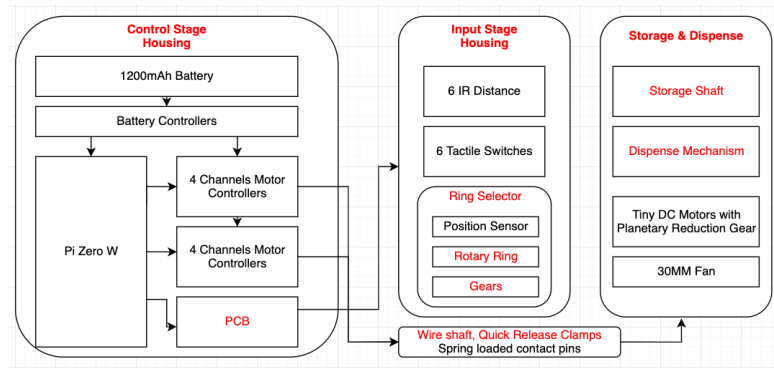 Control Stage
Housing
1200mAh Battery
Battery Controllers
Pi Zero W
4 Channels Motor
Controllers
4 Channels Motor
Controllers
PCB
Input Stage
Housing
6 IR Distance
6 Tactile Switches
Ring Selector
Position Sensor
Rotary Ring
Gears
Storage & Dispense
Storage Shaft
Dispense Mechanism
Tiny DC Motors with
Planetary Reduction Gear
30MM Fan
Wire shaft, Quick Release Clamps
Spring loaded contact pins